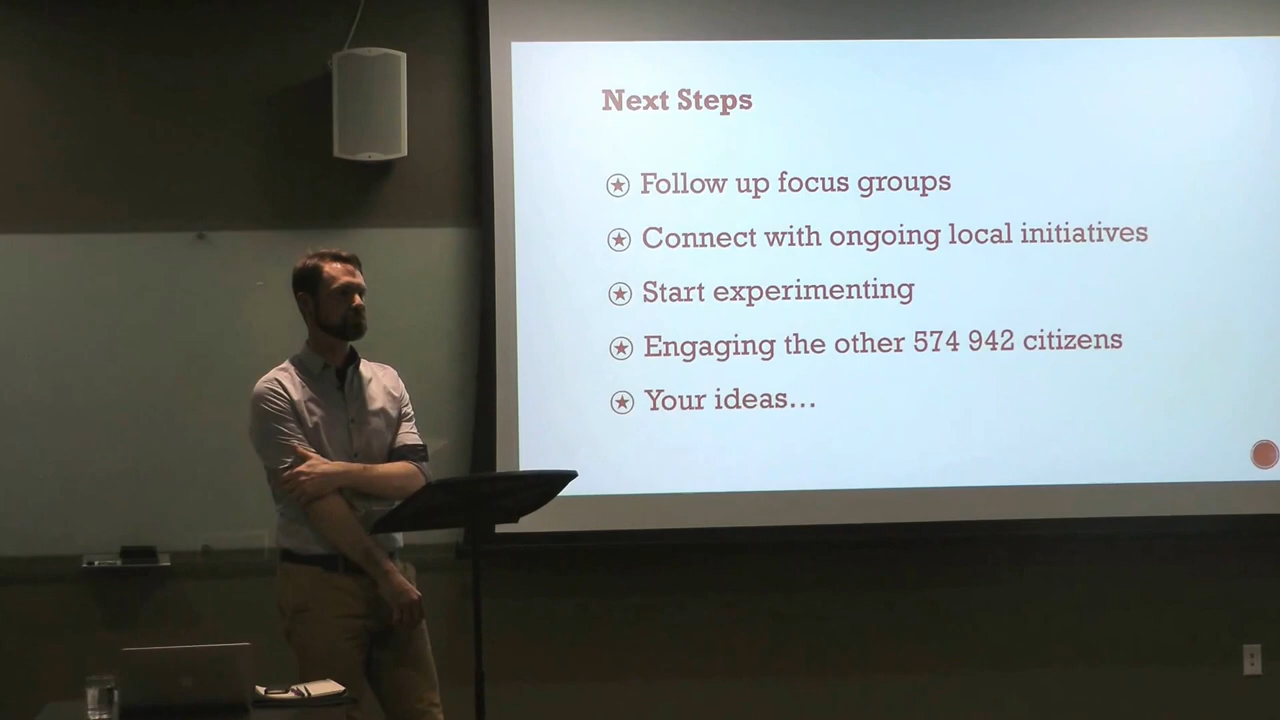 Next Steps
Follow up focus groups
Connect with ongoing local initiatives
Start experimenting
Engaging the other 574 942 citizens
Your ideas...